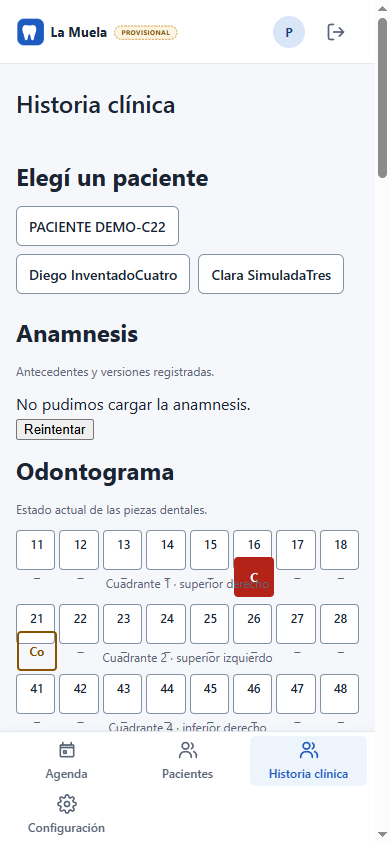 La Muela PROVISIONAL P
Historia clínica
Elegí un paciente
PACIENTE DEMO-C22
Diego InventadoCuatro Clara SimuladaTres
Anamnesis
Antecedentes y versiones registradas.
No pudimos cargar la anamnesis.
Reintentar
Odontograma
Estado actual de las piezas dentales.
11 12 13 14 15 16 17 18
– – – – – C – –
Cuadrante 1 · superior derecho
21 22 23 24 25 26 27 28
Co – – – – – – –
Cuadrante 2 · superior izquierdo
41 42 43 44 45 46 47 48
– – – – – – – –
Cuadrante 4 · inferior derecho
Agenda Pacientes Historia clínica
Configuración